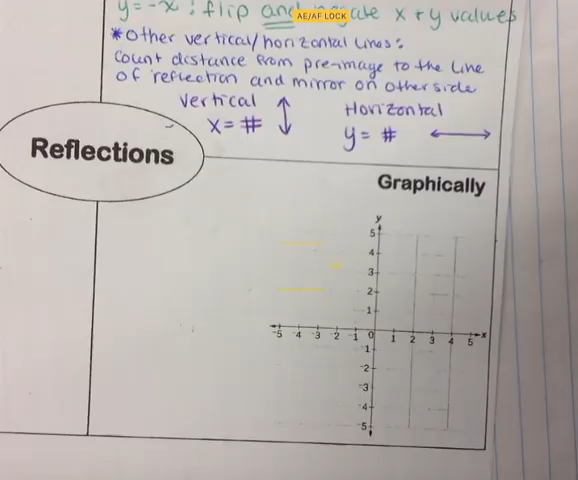 y=-x : flip and negate x + y values
AE/AF LOCK
*Other vertical/horizontal lines:
count distance from pre-image to the line
of reflection and mirror on other side
vertical
x= #
Horizontal
y= #
Reflections
Graphically
y
5
4
3
2
1
-5 -4 -3 -2 -1 0 1 2 3 4 5 x
-1
-2
-3
-4
-5